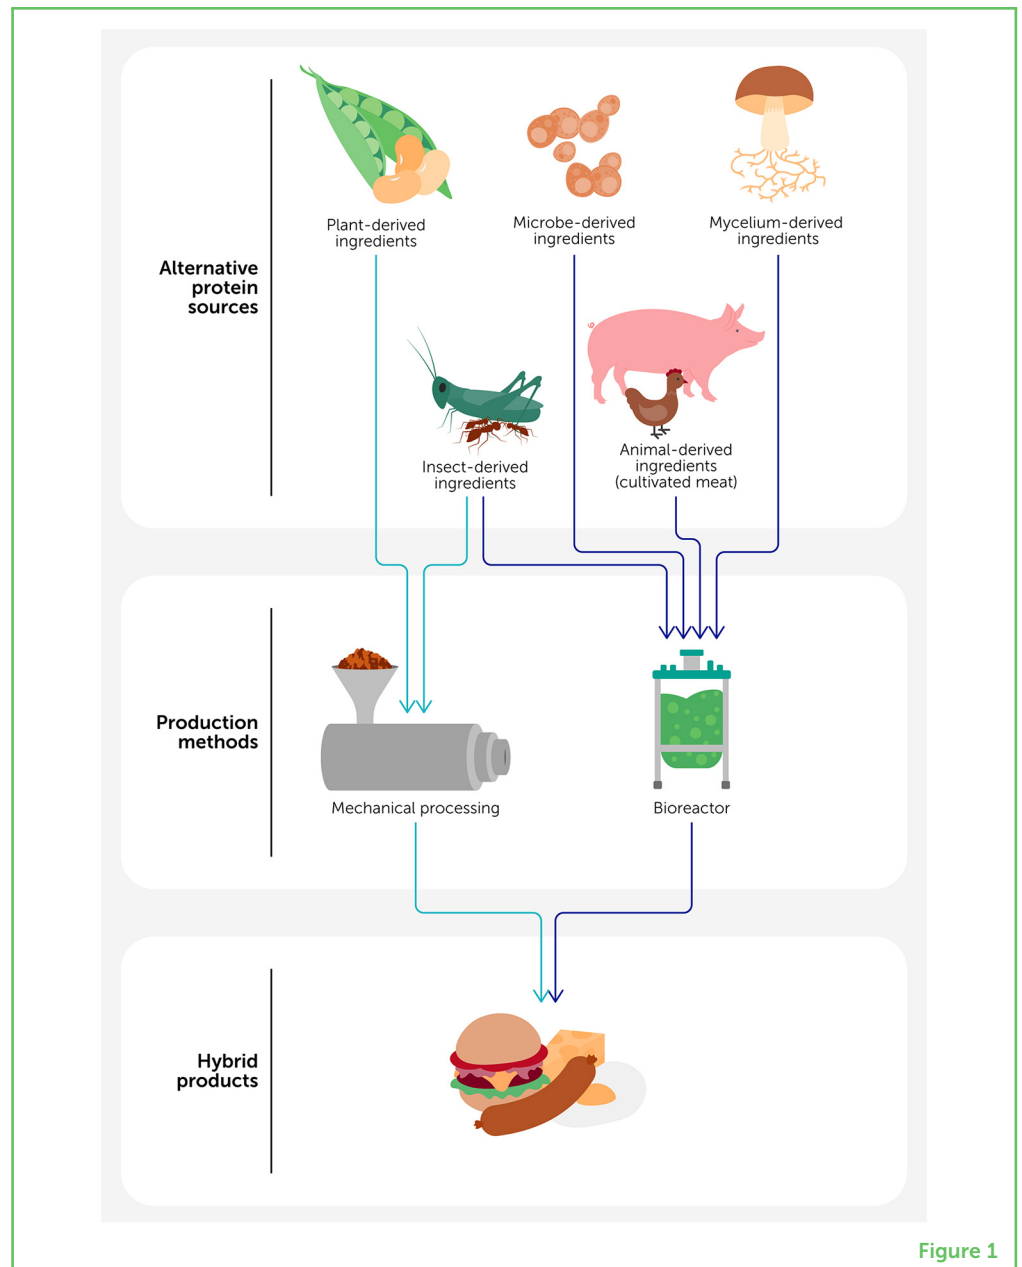 Plant-derived
ingredients
Microbe-derived
ingredients
Mycelium-derived
ingredients
Alternative
protein
sources
Insect-derived
ingredients
Animal-derived
ingredients
(cultivated meat)
Production
methods
Mechanical processing
Bioreactor
Hybrid
products
Figure 1